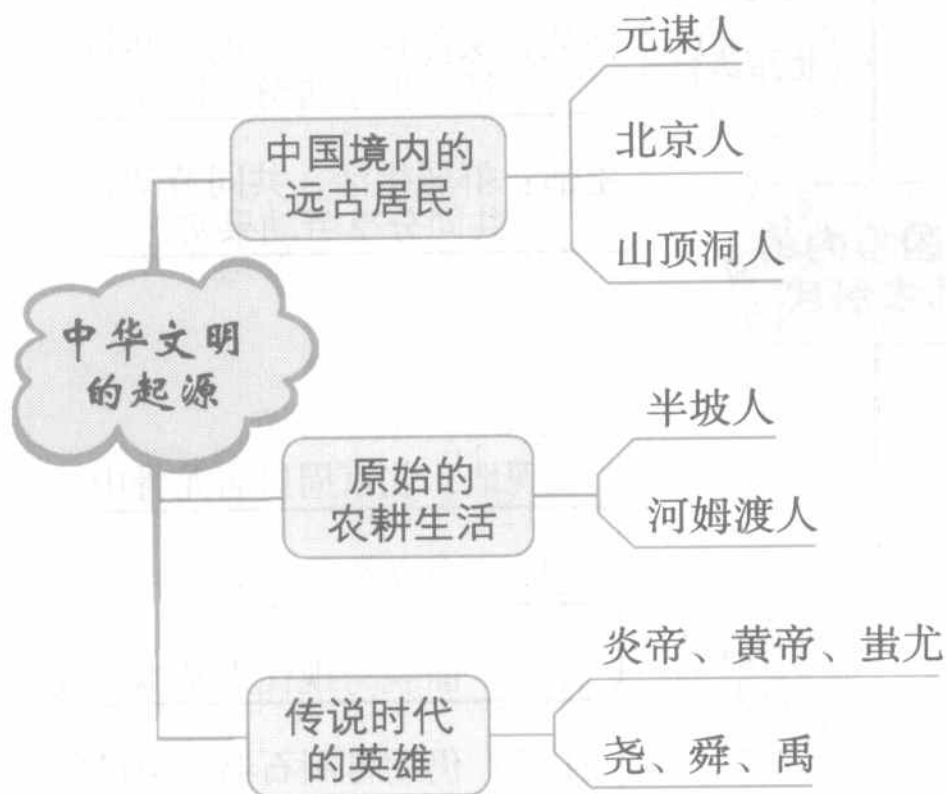 中华文明
的起源
中国境内的
远古居民
元谋人
北京人
山顶洞人
原始的
农耕生活
半坡人
河姆渡人
传说时代
的英雄
炎帝、黄帝、蚩尤
尧、舜、禹